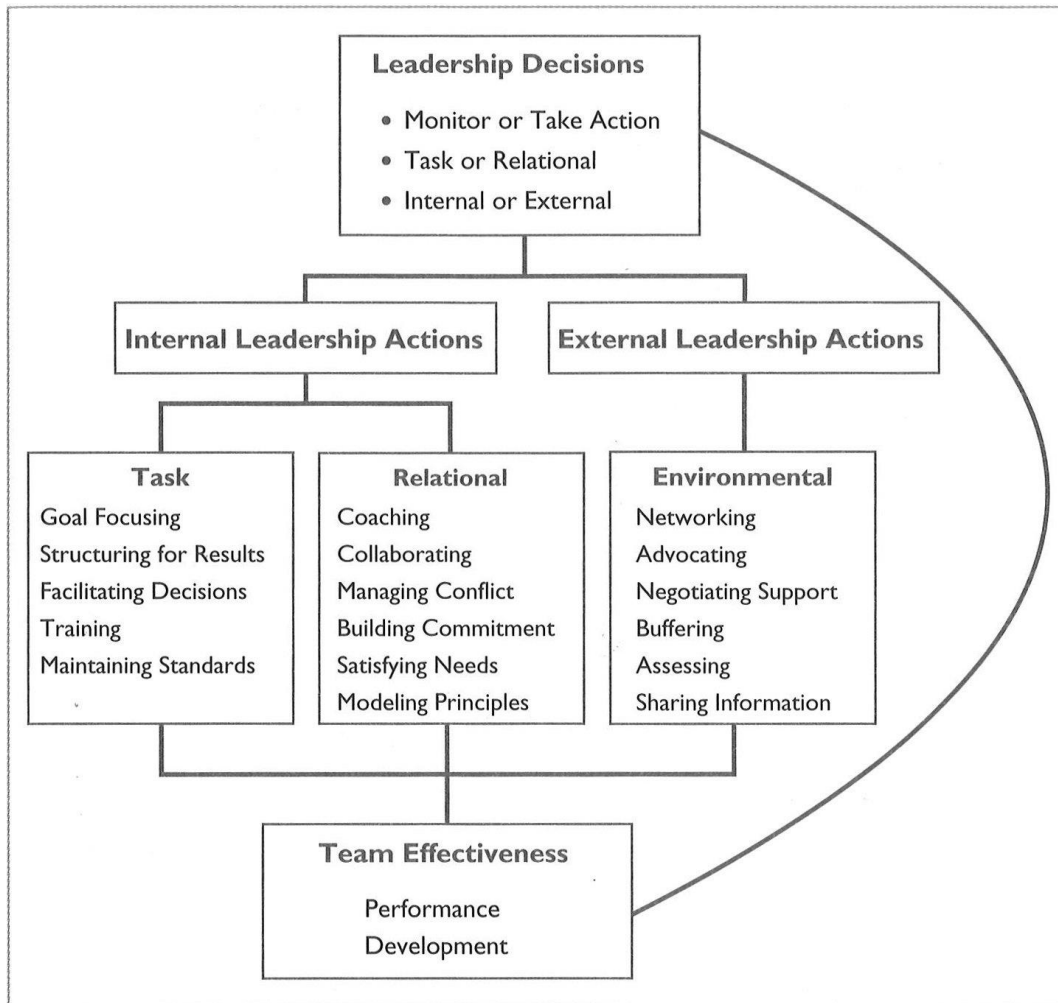 Leadership Decisions
• Monitor or Take Action
• Task or Relational
• Internal or External
Internal Leadership Actions
External Leadership Actions
Task
Goal Focusing
Structuring for Results
Facilitating Decisions
Training
Maintaining Standards
Relational
Coaching
Collaborating
Managing Conflict
Building Commitment
Satisfying Needs
Modeling Principles
Environmental
Networking
Advocating
Negotiating Support
Buffering
Assessing
Sharing Information
Team Effectiveness
Performance
Development